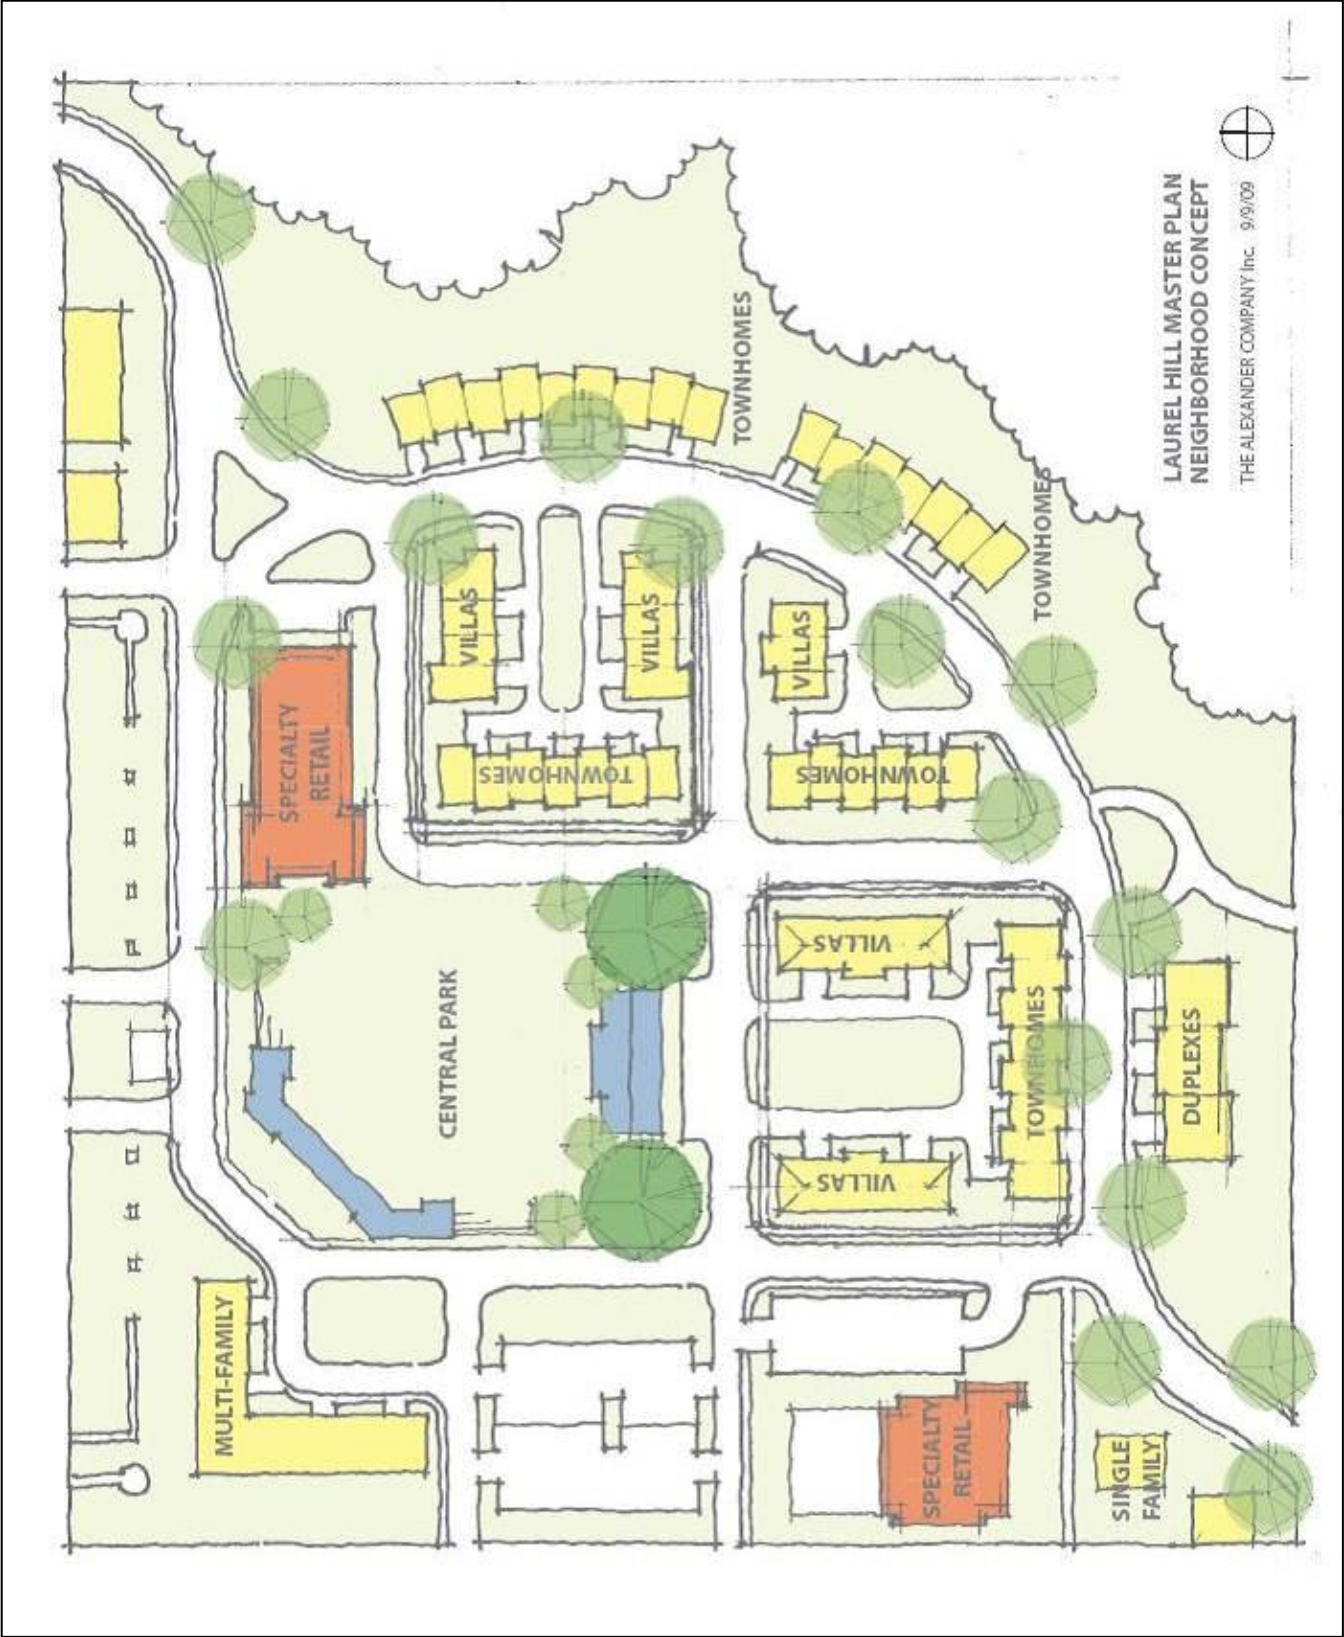 LAUREL HILL MASTER PLAN
NEIGHBORHOOD CONCEPT
THE ALEXANDER COMPANY Inc. 9/9/09
TOWNHOMES
TOWNHOMES
VILLAS
VILLAS
VILLAS
SPECIALTY
RETAIL
TOWNHOMES
TOWNHOMES
CENTRAL PARK
VILLAS
VILLAS
TOWNHOMES
DUPLEXES
MULTI-FAMILY
SPECIALTY
RETAIL
SINGLE
FAMILY